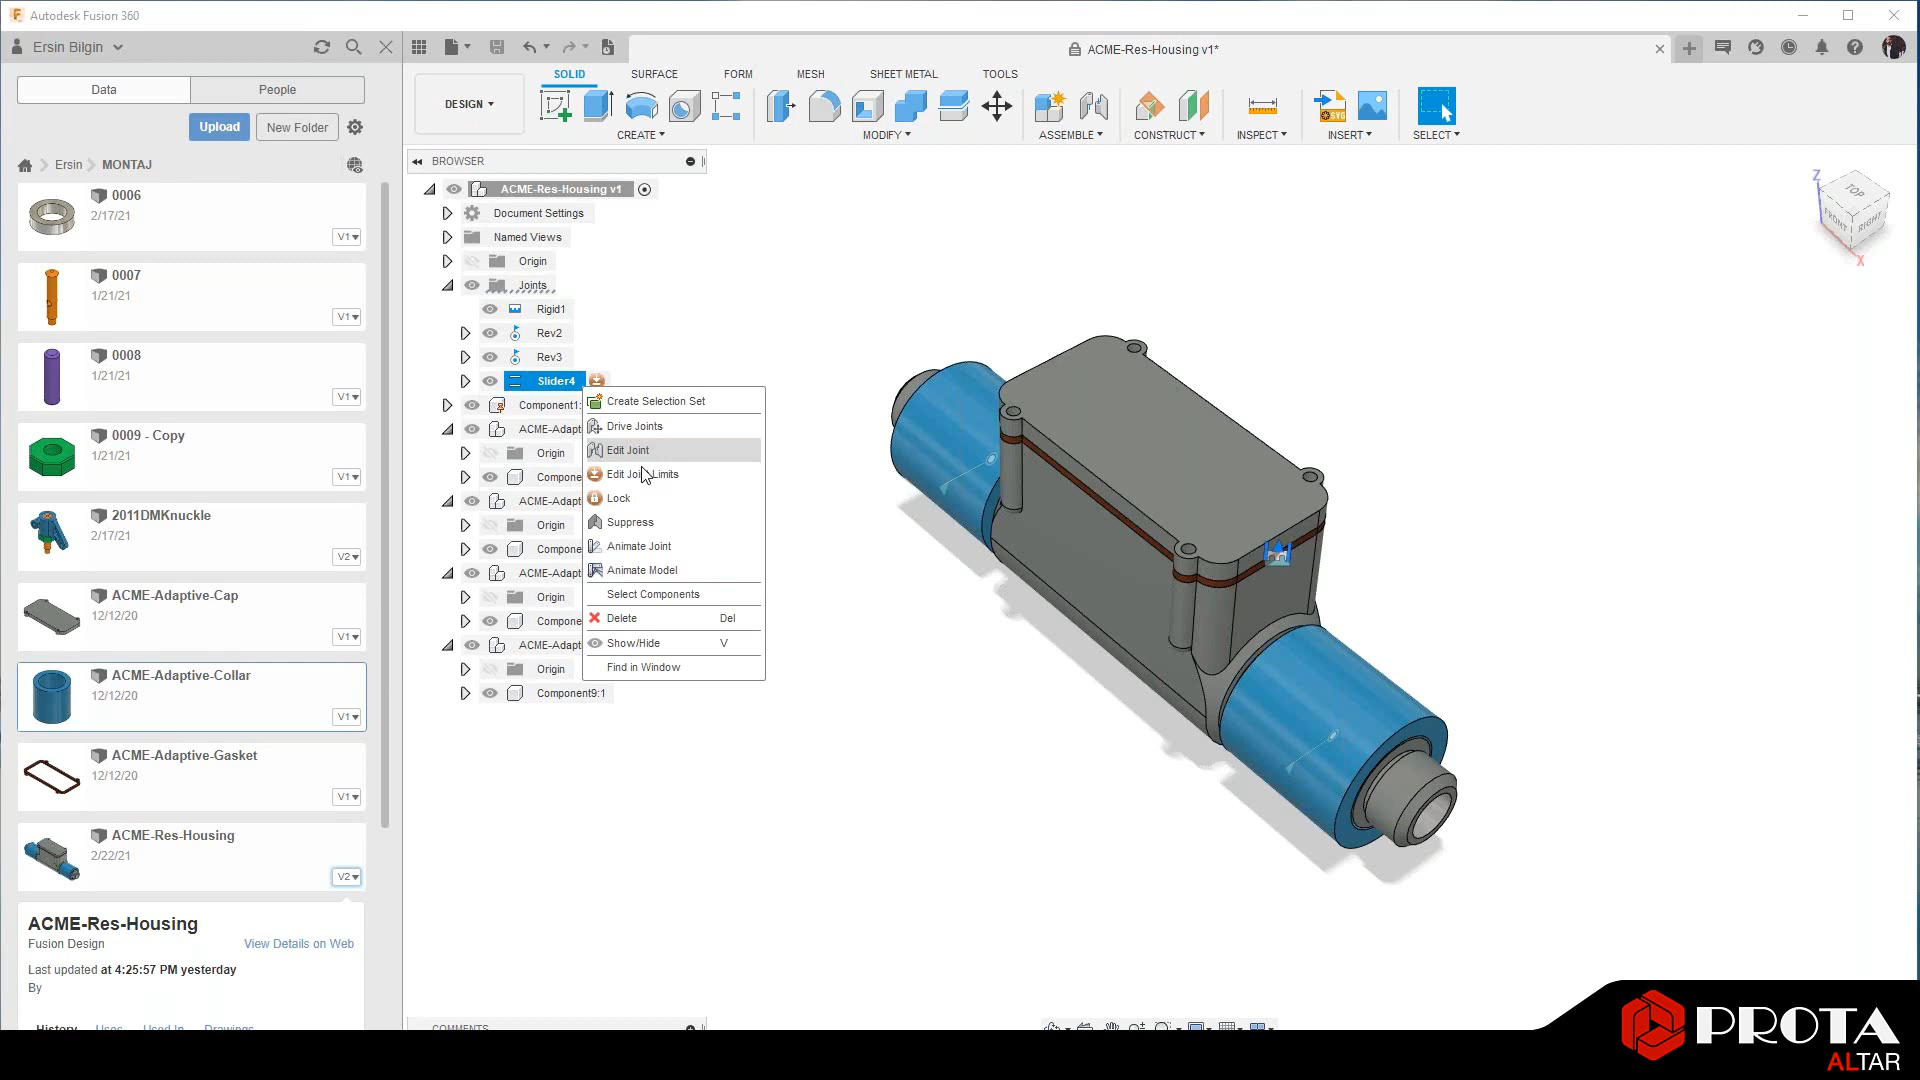 Autodesk Fusion 360
Ersin Bilgin
ACME-Res-Housing v1*
Data
People
Upload
New Folder
Ersin
MONTAJ
0006
2/17/21
V1
0007
1/21/21
V1
0008
1/21/21
V1
0009 - Copy
1/21/21
V1
2011DMKnuckle
2/17/21
V2
ACME-Adaptive-Cap
12/12/20
V1
ACME-Adaptive-Collar
12/12/20
V1
ACME-Adaptive-Gasket
12/12/20
V1
ACME-Res-Housing
2/22/21
V2
ACME-Res-Housing
Fusion Design
View Details on Web
Last updated at 4:25:57 PM yesterday
By
History Uses Used In Drawings
DESIGN
SOLID SURFACE FORM MESH SHEET METAL TOOLS
CREATE MODIFY ASSEMBLE CONSTRUCT INSPECT INSERT SELECT
SVG
BROWSER
ACME-Res-Housing v1
Document Settings
Named Views
Origin
Joints
Rigid1
Rev2
Rev3
Slider4
Component1:
ACME-Adapt
Origin
Compone
ACME-Adapt
Origin
Compone
ACME-Adapt
Origin
Compone
ACME-Adapt
Origin
Component9:1
Create Selection Set
Drive Joints
Edit Joint
Edit Joint Limits
Lock
Suppress
Animate Joint
Animate Model
Select Components
Delete Del
Show/Hide V
Find in Window
COMMENTS
Z
TOP
FRONT
RIGHT
X
PROTA
ALTAR